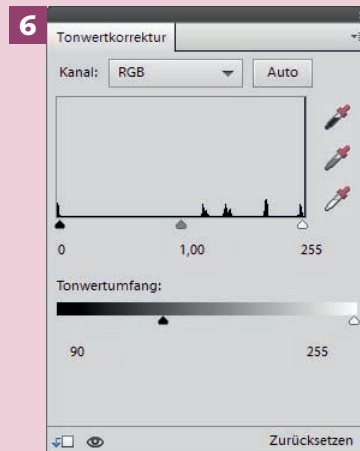 6
Tonwertkorrektur
Kanal: RGB Auto
0 1,00 255
Tonwertumfang:
90 255
Zurücksetzen